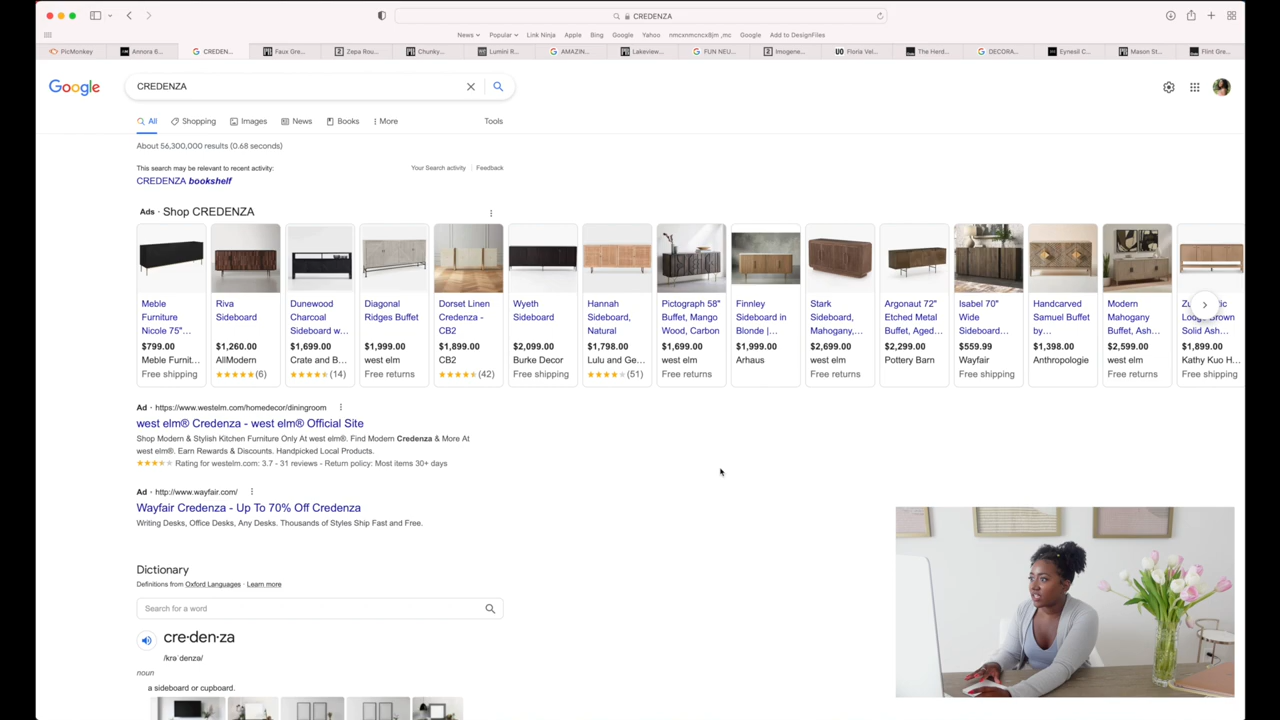 CREDENZA
News
Popular
Link Ninja
Apple
Bing
Google
Yahoo
nmcxnmcncx8jm ,mc
Google
Add to DesignFiles
PicMonkey
Annora 6...
CREDEN...
Faux Gre...
Zepa Rou...
Chunky...
Lumini R...
AMAZIN...
Lakeview...
FUN NEU...
Imogene...
UO Floria Vel...
The Herd...
DECORA...
Eynesil C...
Mason St...
Flint Gre...
Google
CREDENZA
All
Shopping
Images
News
Books
More
Tools
About 56,300,000 results (0.68 seconds)
This search may be relevant to recent activity:
Your Search activity
Feedback
CREDENZA bookshelf
Ads · Shop CREDENZA
Meble
Furniture
Nicole 75"...
$799.00
Meble Furnit...
Free shipping
Riva
Sideboard
$1,260.00
AllModern
(6)
Dunewood
Charcoal
Sideboard w...
$1,699.00
Crate and B...
(14)
Diagonal
Ridges Buffet
$1,999.00
west elm
Free returns
Dorset Linen
Credenza -
CB2
$1,899.00
CB2
(42)
Wyeth
Sideboard
$2,099.00
Burke Decor
Free shipping
Hannah
Sideboard,
Natural
$1,798.00
Lulu and Ge...
(51)
Pictograph 58"
Buffet, Mango
Wood, Carbon
$1,699.00
west elm
Free returns
Finnley
Sideboard in
Blonde |...
$1,999.00
Arhaus
Stark
Sideboard,
Mahogany,...
$2,699.00
west elm
Free returns
Argonaut 72"
Etched Metal
Buffet, Aged...
$2,299.00
Pottery Barn
Isabel 70"
Wide
Sideboard...
$559.99
Wayfair
Free shipping
Handcarved
Samuel Buffet
by...
$1,398.00
Anthropologie
Modern
Mahogany
Buffet, Ash...
$2,599.00
west elm
Free returns
Brown
Solid Ash...
$1,899.00
Kathy Kuo H...
Free shipping
Ad · https://www.westelm.com/homedecor/diningroom
west elm® Credenza - west elm® Official Site
Shop Modern & Stylish Kitchen Furniture Only At west elm®. Find Modern Credenza & More At
west elm®. Earn Rewards & Discounts. Handpicked Local Products.
Rating for westelm.com: 3.7 - 31 reviews - Return policy: Most items 30+ days
Ad · http://www.wayfair.com/
Wayfair Credenza - Up To 70% Off Credenza
Writing Desks, Office Desks, Any Desks. Thousands of Styles Ship Fast and Free.
Dictionary
Definitions from Oxford Languages · Learn more
Search for a word
cre·den·za
/krəˈdenzə/
noun
a sideboard or cupboard.